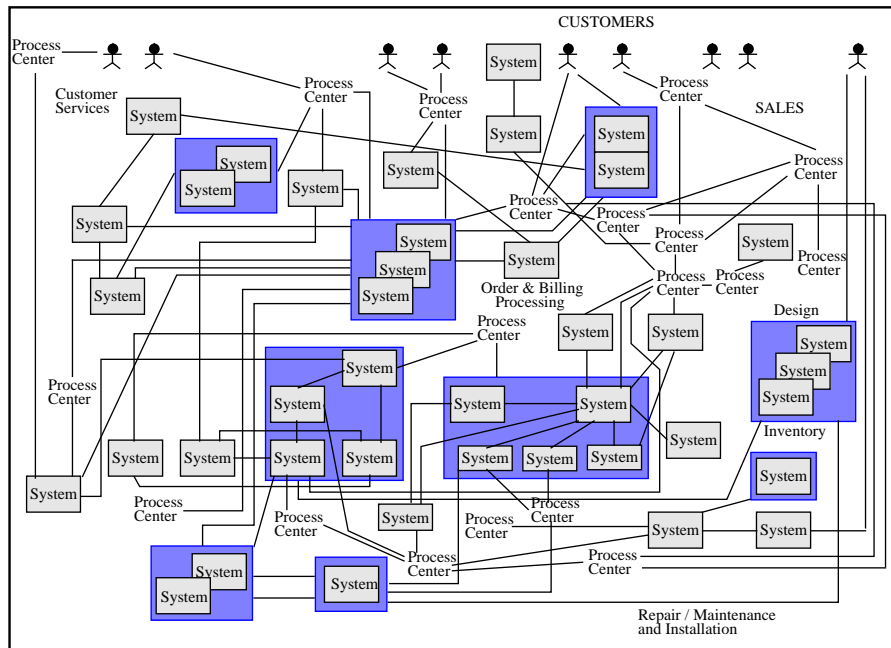 CUSTOMERS
Process
Center
System
Customer
Services
Process
Center
Process
Center
Process
Center
SALES
System
System
System
System
System
System
System
System
System
Process
Center
Process
Center
Process
Center
System
System
System
System
System
System
System
System
Process
Center
Process
Center
Process
Center
System
Order & Billing
Processing
Design
Process
Center
System
System
System
System
System
System
Process
Center
System
System
System
System
Inventory
System
System
System
System
System
System
System
System
System
System
Process
Center
Process
Center
System
Process
Center
Process
Center
System
System
Process
Center
Process
Center
System
System
System
Repair / Maintenance
and Installation